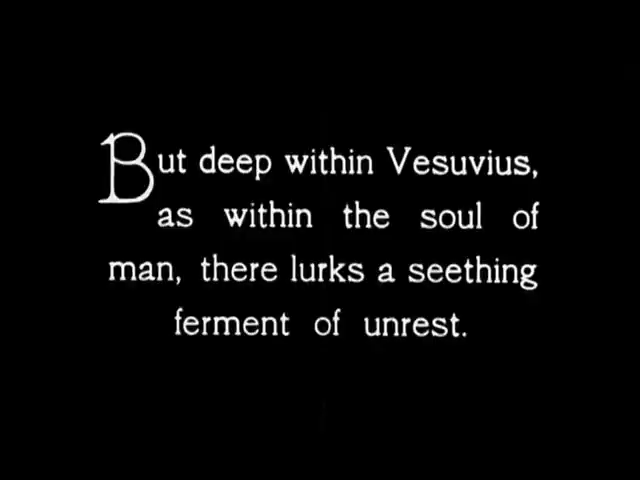 But deep within Vesuvius,
as within the soul of
man, there lurks a seething
ferment of unrest.